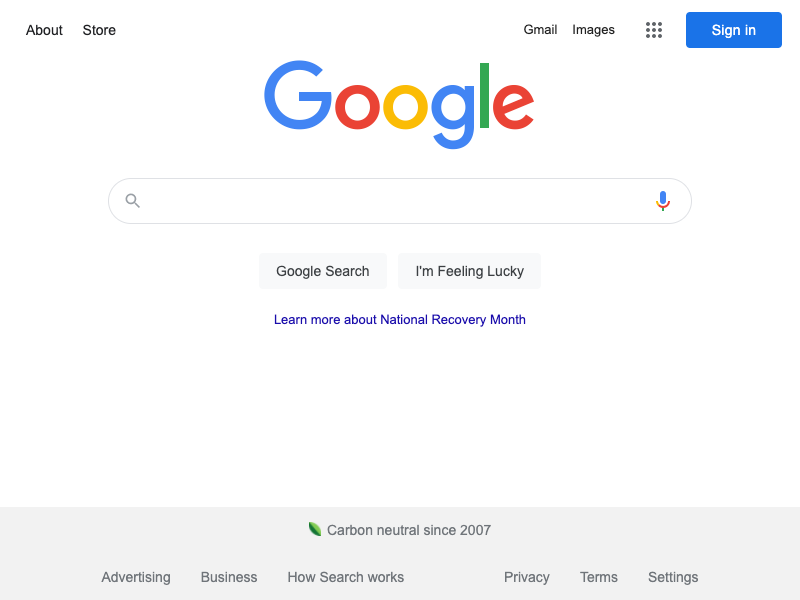 About Store Gmail Images Sign in
Google
Google Search I'm Feeling Lucky
Learn more about National Recovery Month
Carbon neutral since 2007
Advertising Business How Search works Privacy Terms Settings